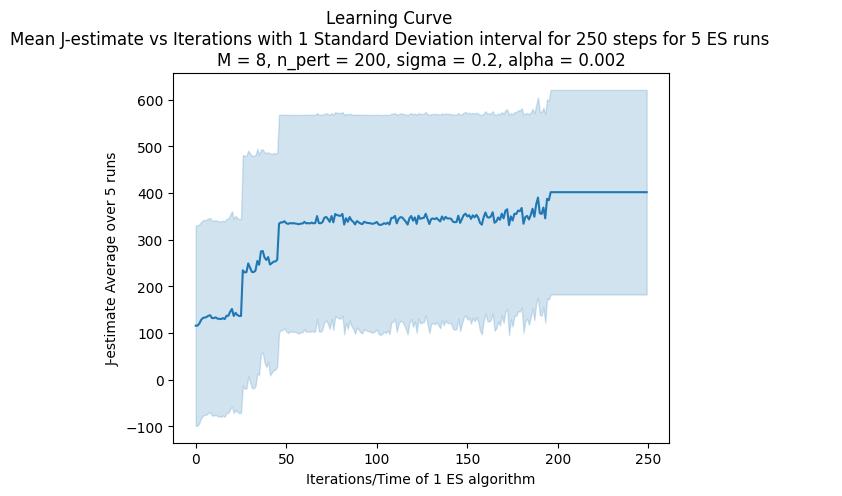 Learning Curve
Mean J-estimate vs Iterations with 1 Standard Deviation interval for 250 steps for 5 ES runs
M = 8, n_pert = 200, sigma = 0.2, alpha = 0.002
J-estimate Average over 5 runs
600
500
400
300
200
100
0
−100
0 50 100 150 200 250
Iterations/Time of 1 ES algorithm